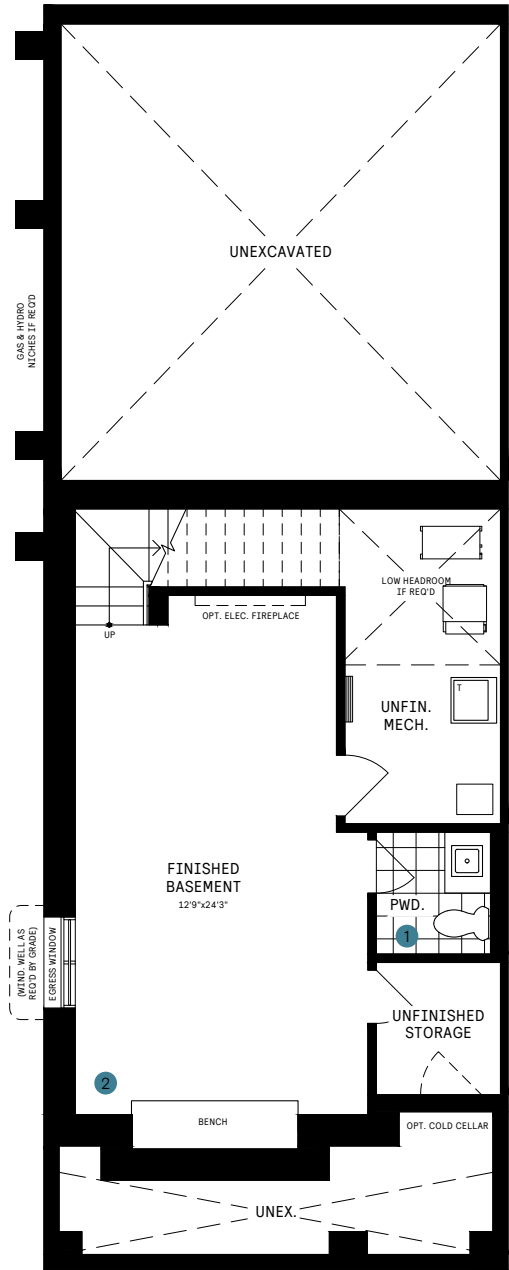 UNEXCAVATED
GAS & HYDRO
NICHES IF REQ'D
LOW HEADROOM
IF REQ'D
OPT. ELEC. FIREPLACE
UP
T
UNFIN.
MECH.
FINISHED
BASEMENT
12'9"x24'3"
PWD.
1
(WIND. WELL AS
REQ'D BY GRADE)
EGRESS WINDOW
UNFINISHED
STORAGE
2
BENCH
OPT. COLD CELLAR
UNEX.